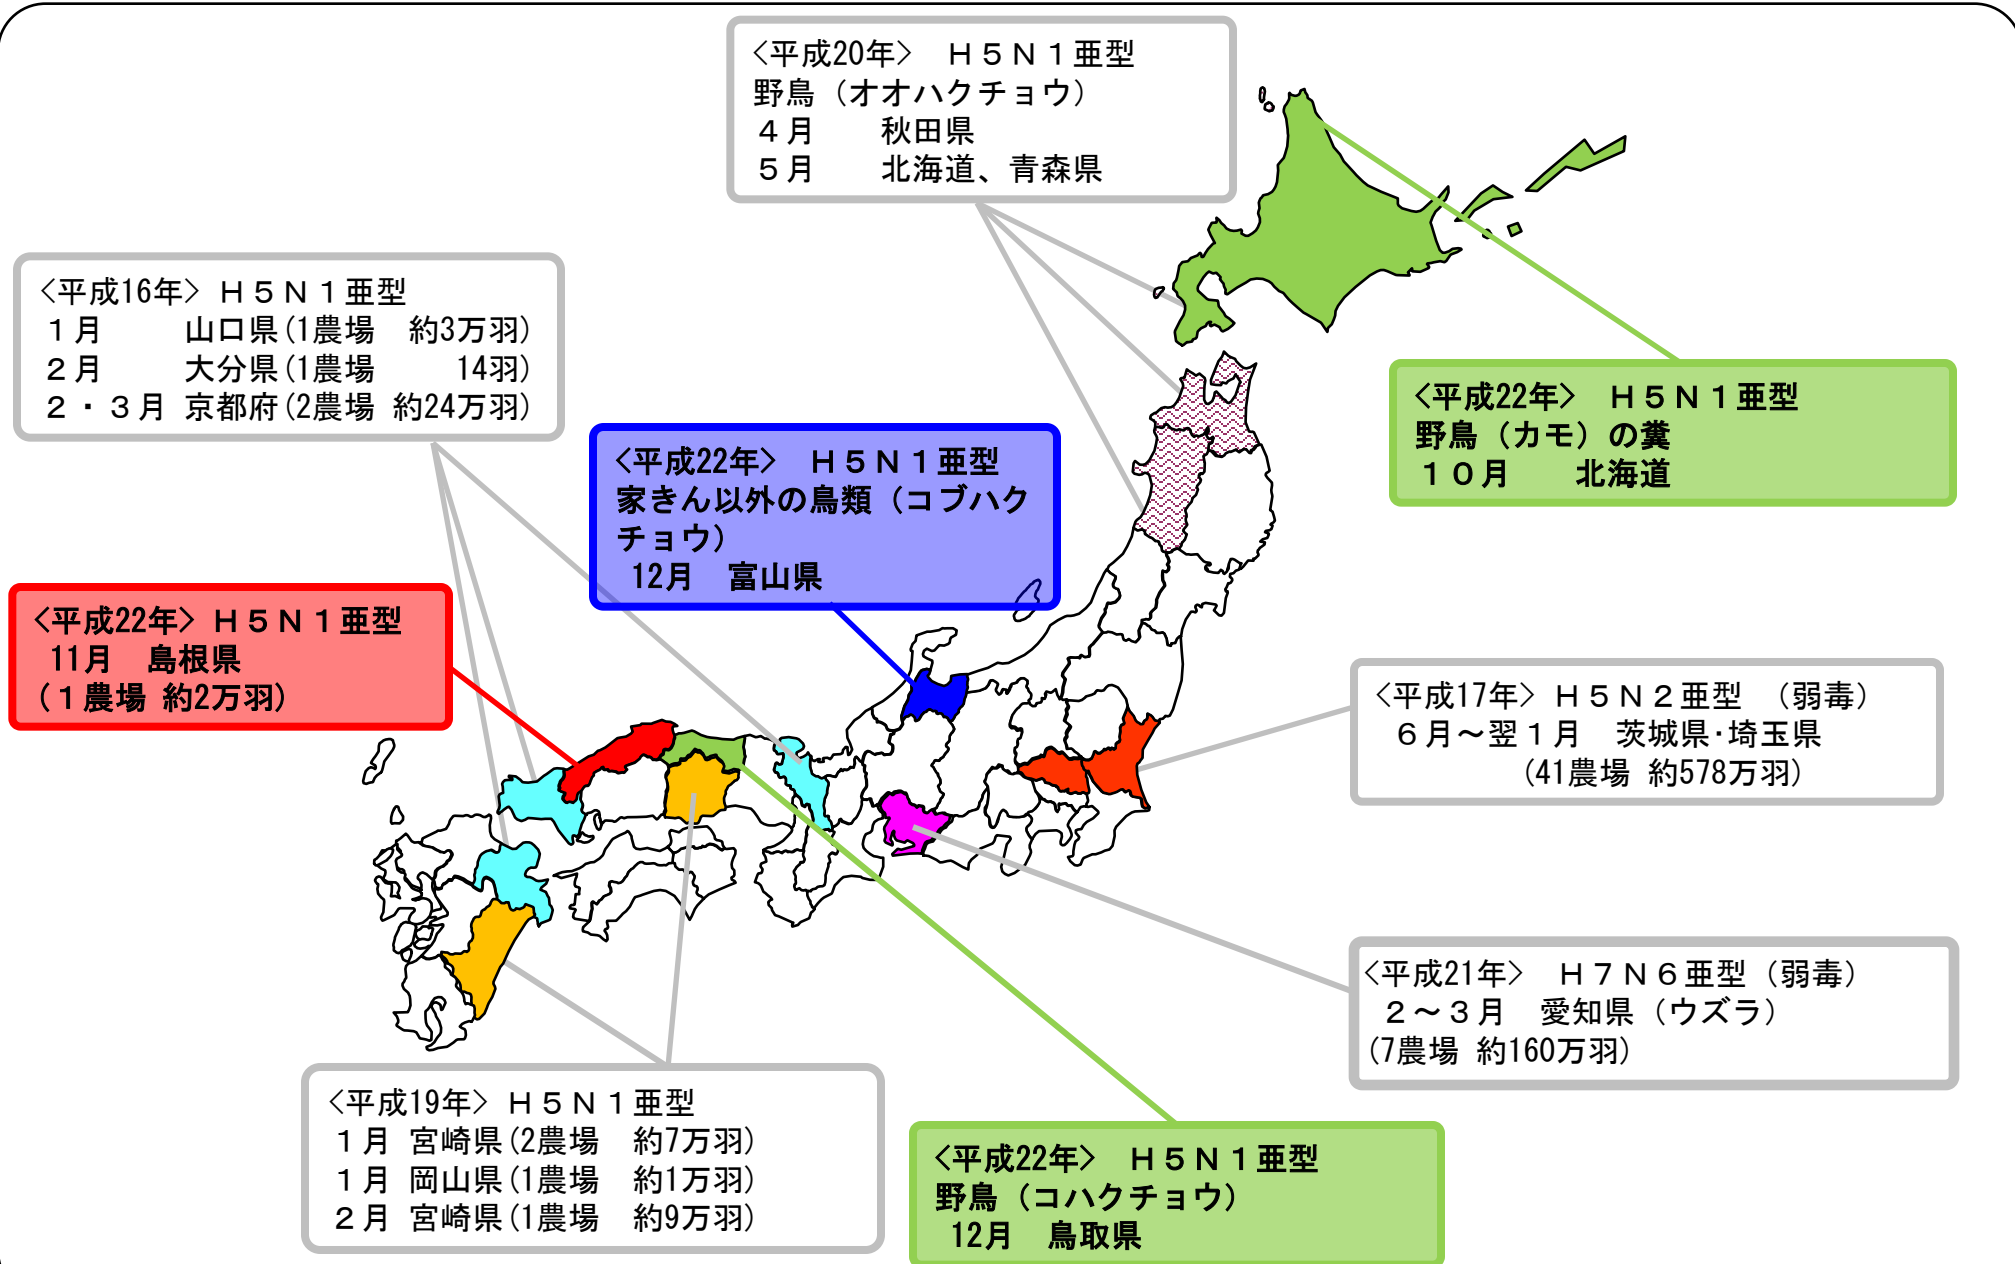 <平成20年>　Ｈ５Ｎ１亜型
野鳥（オオハクチョウ）
４月　　秋田県
５月　　北海道、青森県
<平成16年> Ｈ５Ｎ１亜型
１月　　山口県(1農場　約3万羽)
２月　　大分県(1農場　　14羽)
２・３月 京都府(2農場 約24万羽)
<平成22年>　Ｈ５Ｎ１亜型
野鳥（カモ）の糞
１０月　　北海道
<平成22年>　Ｈ５Ｎ１亜型
家きん以外の鳥類（コブハク
チョウ）
12月　富山県
<平成22年> Ｈ５Ｎ１亜型
11月　島根県
(１農場 約2万羽)
<平成17年> Ｈ５Ｎ２亜型　（弱毒）
６月～翌１月　茨城県･埼玉県
(41農場 約578万羽)
<平成21年>　Ｈ７Ｎ６亜型（弱毒）
２～３月　愛知県（ウズラ）
(7農場 約160万羽)
<平成19年> Ｈ５Ｎ１亜型
１月 宮崎県(2農場　約7万羽)
１月 岡山県(1農場　約1万羽)
２月 宮崎県(1農場　約9万羽)
<平成22年>　Ｈ５Ｎ１亜型
野鳥（コハクチョウ）
12月　鳥取県